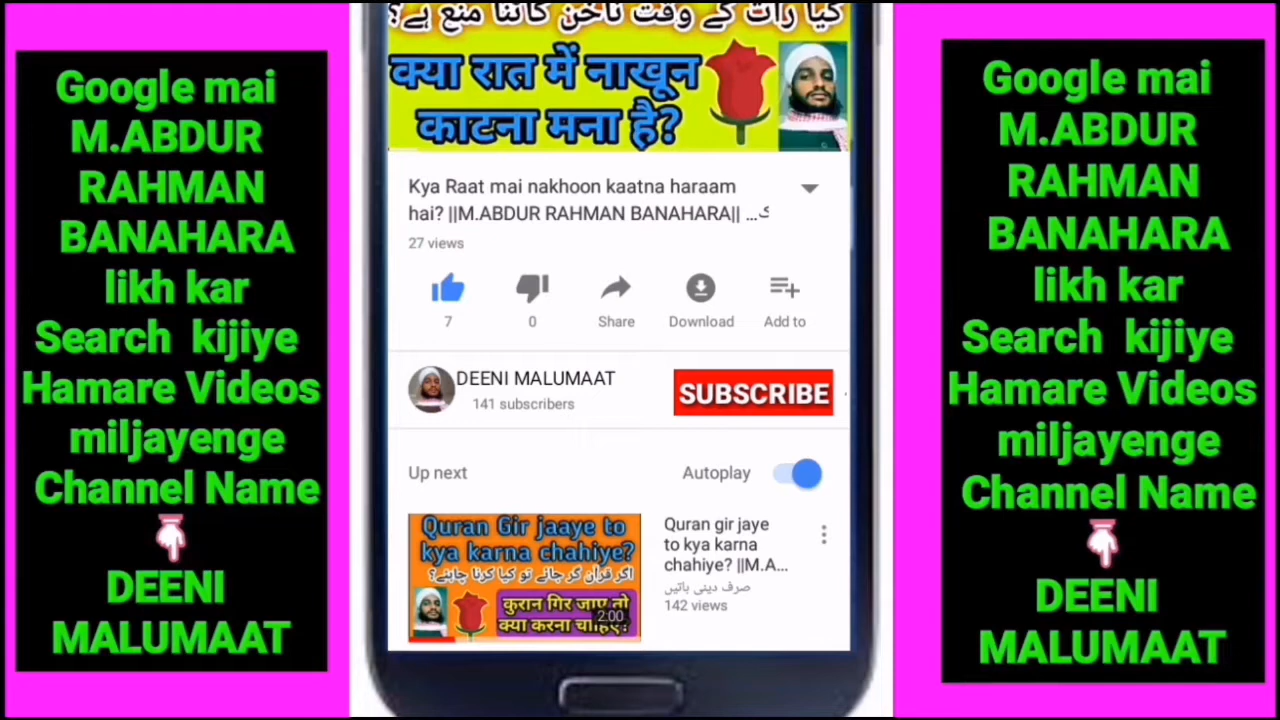 Google mai
M.ABDUR
RAHMAN
BANAHARA
likh kar
Search kijiye
Hamare Videos
miljayenge
Channel Name
DEENI
MALUMAAT
کیا رات کے وقت ناخن کاٹنا منع ہے؟
क्या रात में नाखून
काटना मना है?
Kya Raat mai nakhoon kaatna haraam
hai? ||M.ABDUR RAHMAN BANAHARA|| ...ک
27 views
7
0
Share
Download
Add to
DEENI MALUMAAT
SUBSCRIBE
141 subscribers
Up next
Autoplay
Quran Gir jaaye to
kya karna chahiye?
اگر قرآن گر جائے تو کیا کرنا چاہئے؟
कुरान गिर जाए तो
क्या करना चाहिए?
2:00
Quran gir jaye
to kya karna
chahiye? ||M.A...
صرف دینی باتیں
142 views
Google mai
M.ABDUR
RAHMAN
BANAHARA
likh kar
Search kijiye
Hamare Videos
miljayenge
Channel Name
DEENI
MALUMAAT